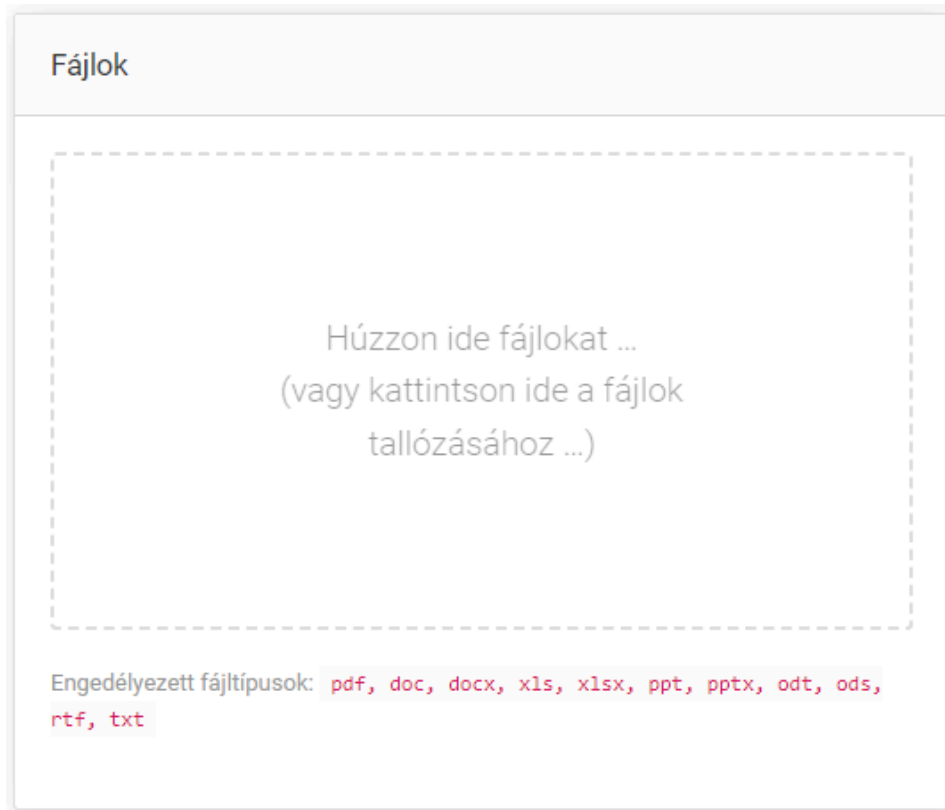 Fájlok
Húzzon ide fájlokat ...
(vagy kattintson ide a fájlok
tallózásához ...)
Engedélyezett fájltípusok: pdf, doc, docx, xls, xlsx, ppt, pptx, odt, ods,
rtf, txt